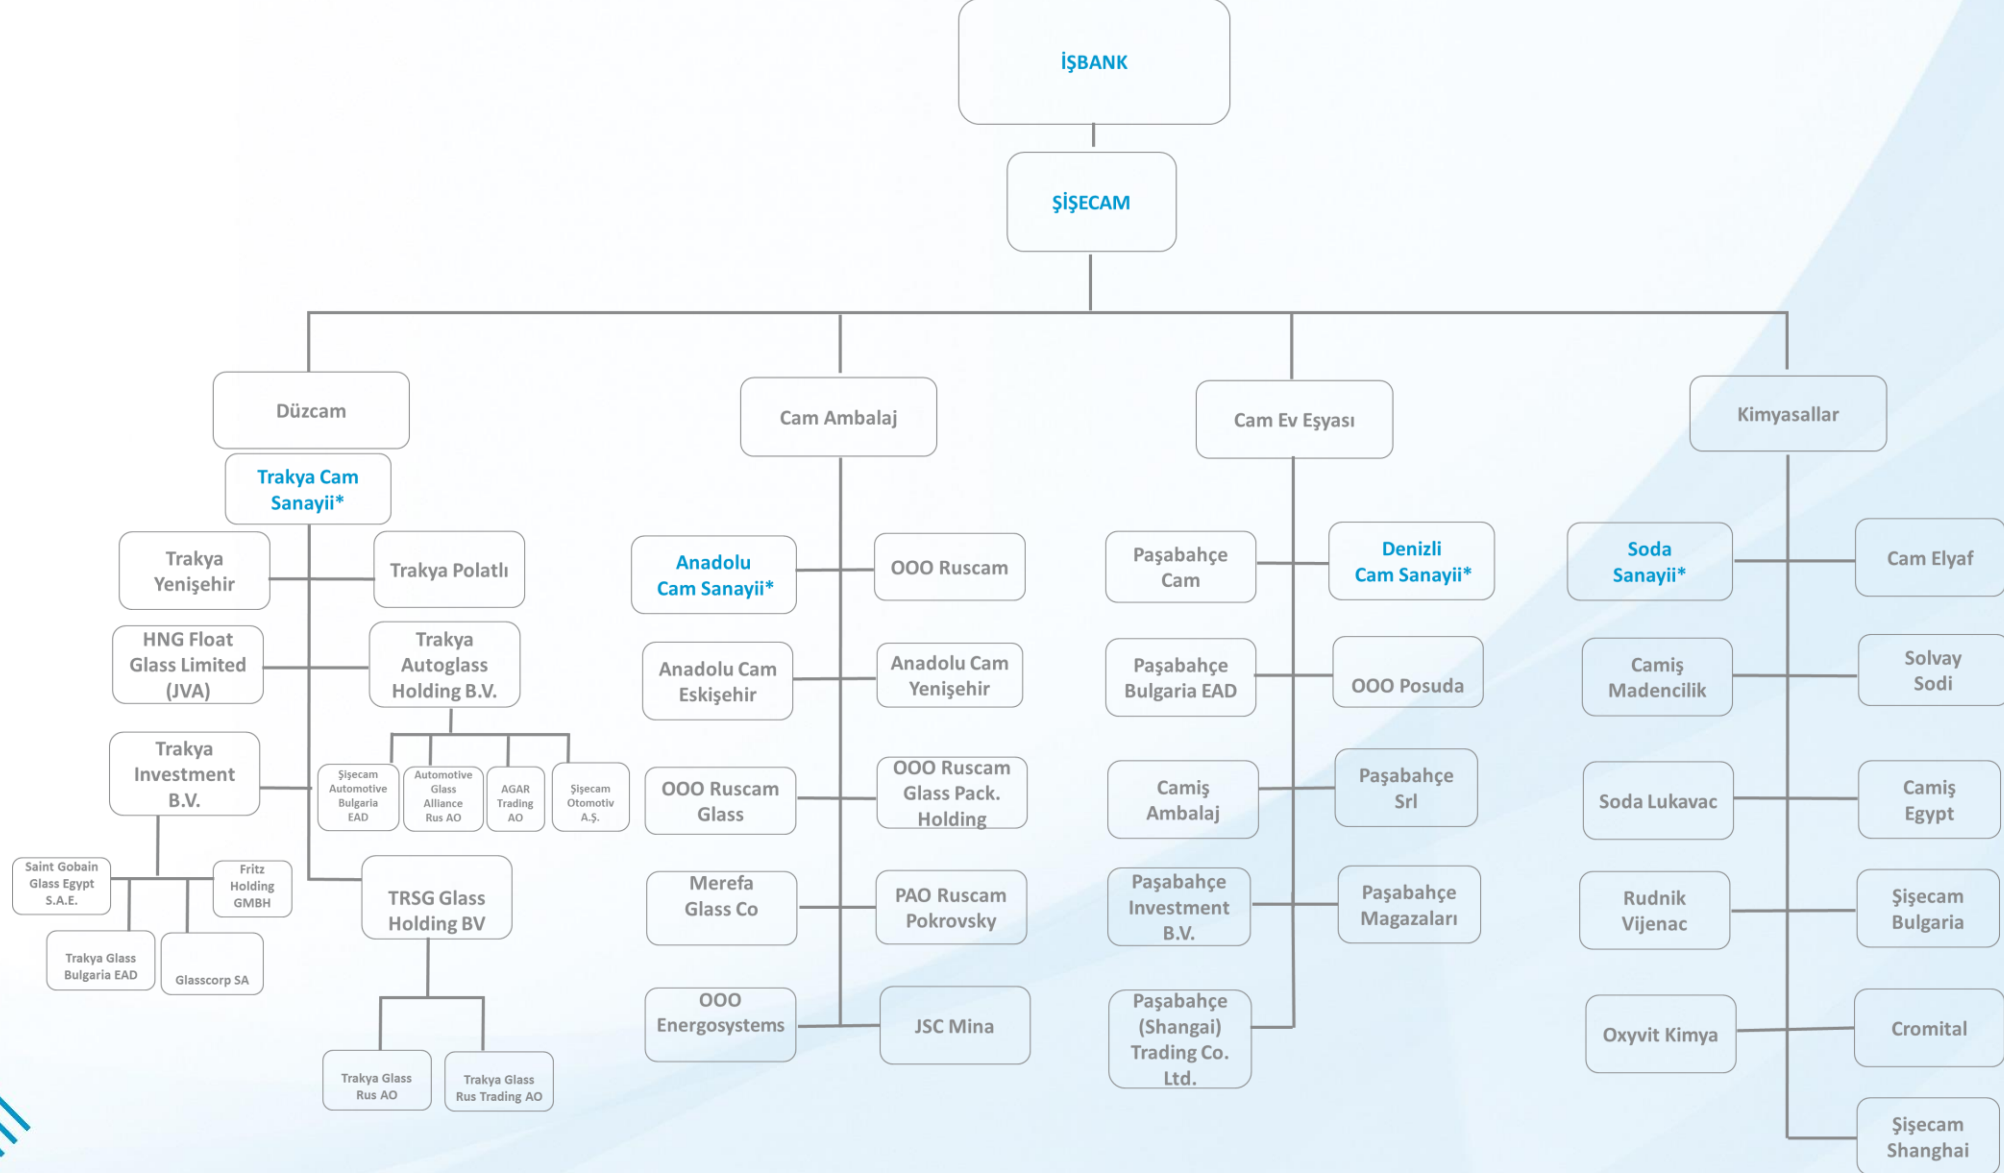 İŞBANK
ŞİŞECAM
Düzcam
Trakya Cam
Sanayii*
Trakya
Yenişehir
Trakya Polatlı
HNG Float
Glass Limited
(JVA)
Trakya
Autoglass
Holding B.V.
Trakya
Investment
B.V.
Şişecam
Automotive
Bulgaria
EAD
Automotive
Glass
Alliance
Rus AO
AGAR
Trading
AO
Şişecam
Otomotiv
A.Ş.
Saint Gobain
Glass Egypt
S.A.E.
Fritz
Holding
GMBH
Trakya Glass
Bulgaria EAD
Glasscorp SA
TRSG Glass
Holding BV
Trakya Glass
Rus AO
Trakya Glass
Rus Trading AO
Cam Ambalaj
Anadolu
Cam Sanayii*
OOO Ruscam
Anadolu Cam
Eskişehir
Anadolu Cam
Yenişehir
OOO Ruscam
Glass
OOO Ruscam
Glass Pack.
Holding
Merefa
Glass Co
PAO Ruscam
Pokrovsky
OOO
Energosystems
JSC Mina
Cam Ev Eşyası
Paşabahçe
Cam
Denizli
Cam Sanayii*
Paşabahçe
Bulgaria EAD
OOO Posuda
Camiş
Ambalaj
Paşabahçe
Srl
Paşabahçe
Investment
B.V.
Paşabahçe
Magazaları
Paşabahçe
(Shangai)
Trading Co.
Ltd.
Kimyasallar
Soda
Sanayii*
Cam Elyaf
Camiş
Madencilik
Solvay
Sodi
Soda Lukavac
Camiş
Egypt
Rudnik
Vijenac
Şişecam
Bulgaria
Oxyvit Kimya
Cromital
Şişecam
Shanghai